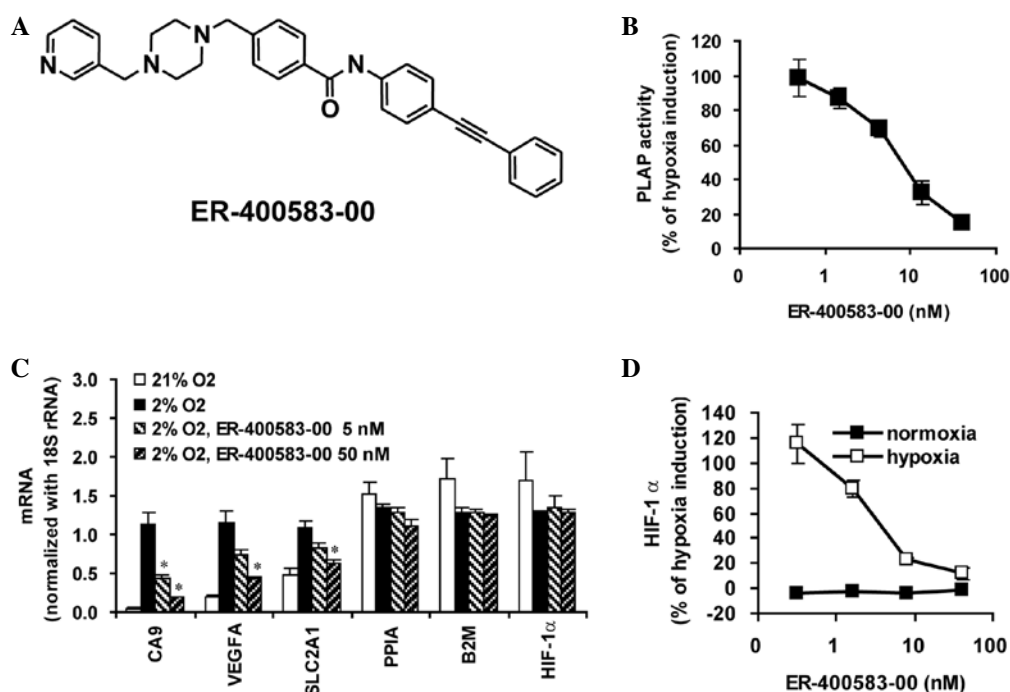 A
N
N
N
N
O
ER-400583-00
B
PLAP activity
(% of hypoxia induction)
120
100
80
60
40
20
0
0 1 10 100
ER-400583-00 (nM)
C
mRNA
(normalized with 18S rRNA)
3.0
2.5
2.0
1.5
1.0
0.5
0.0
21% O2
2% O2
2% O2, ER-400583-00 5 nM
2% O2, ER-400583-00 50 nM
* * * *
CA9
VEGFA
SLC2A1
PPIA
B2M
HIF-1α
D
HIF-1 α
(% of hypoxia induction)
140
120
100
80
60
40
20
0
-20
normoxia
hypoxia
0 1 10 100
ER-400583-00 (nM)